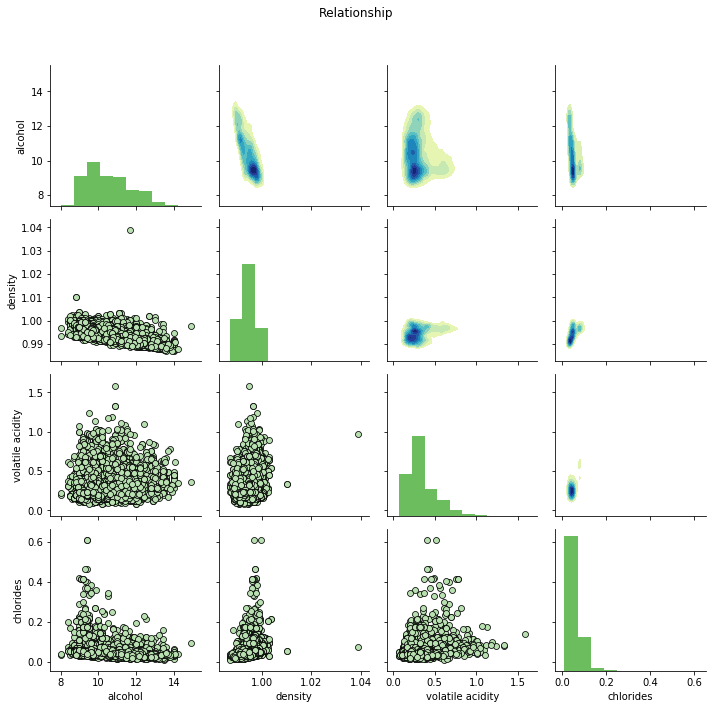 Relationship
14
12
10
8
alcohol
1.04
1.03
1.02
1.01
1.00
0.99
density
1.5
1.0
0.5
0.0
volatile acidity
0.6
0.4
0.2
0.0
chlorides
8 10 12 14
1.00 1.02 1.04
0.0 0.5 1.0 1.5
0.0 0.2 0.4 0.6
alcohol density volatile acidity chlorides